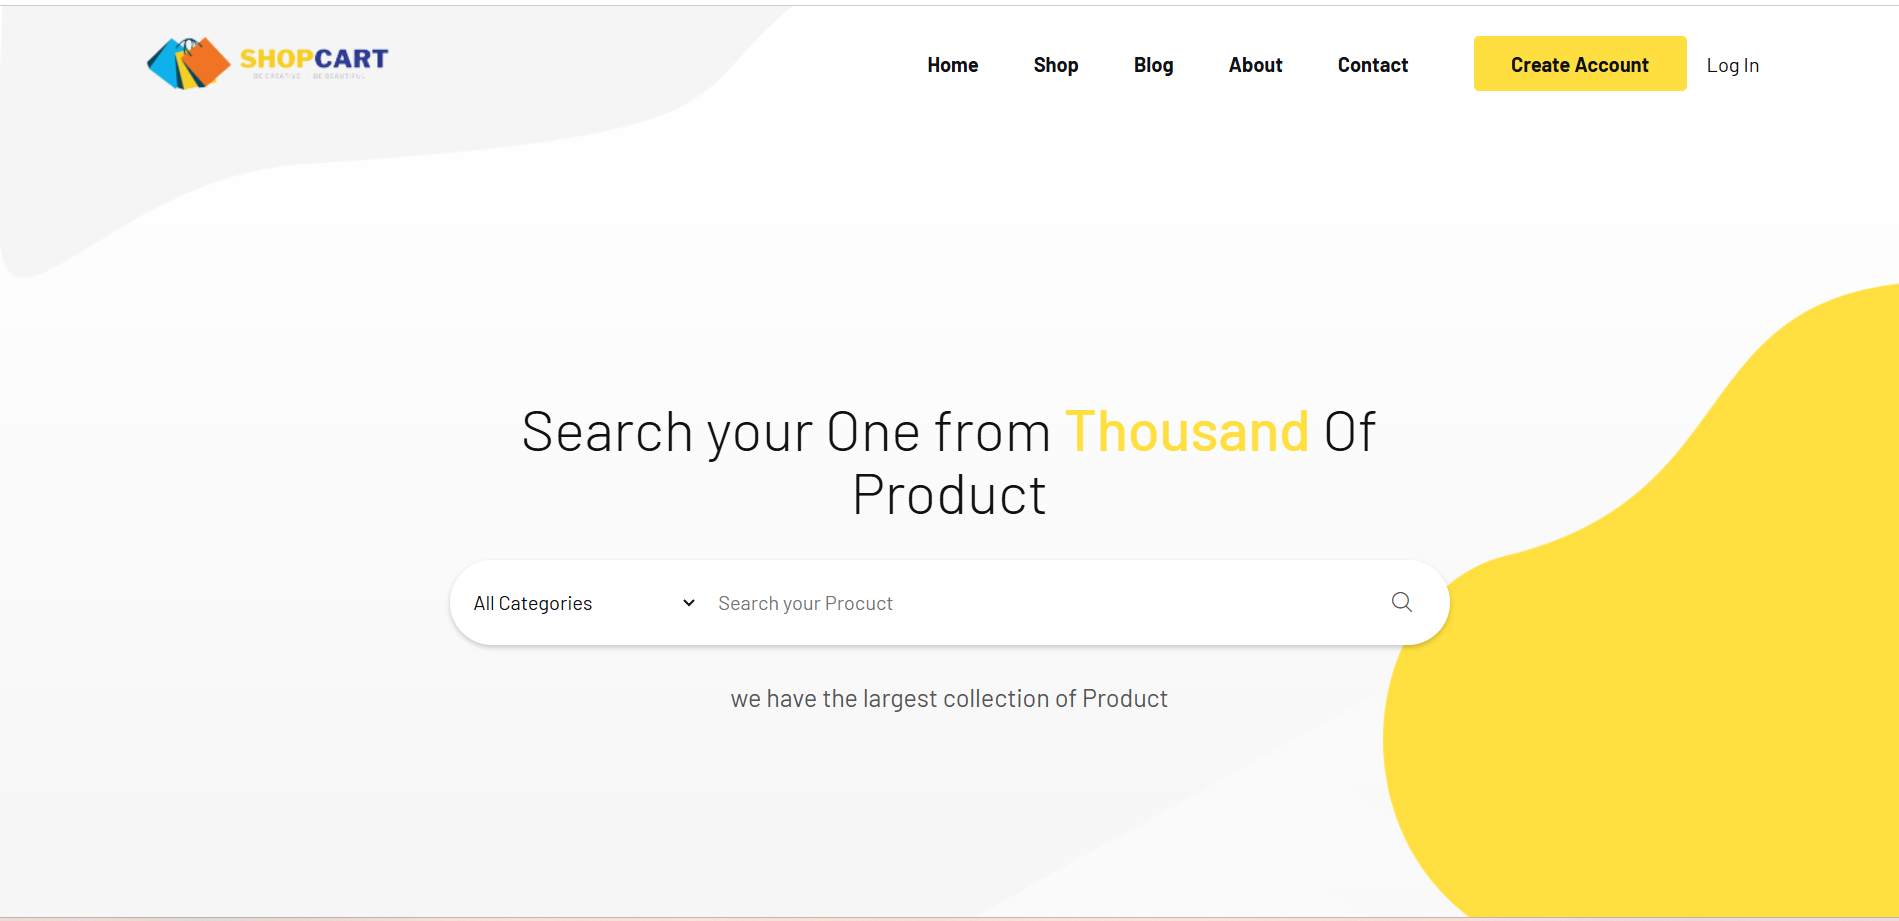 SHOPCART
BE CREATIVE - BE BEAUTIFUL
Home
Shop
Blog
About
Contact
Create Account
Log In
Search your One from Thousand Of
Product
All Categories
Search your Procuct
we have the largest collection of Product